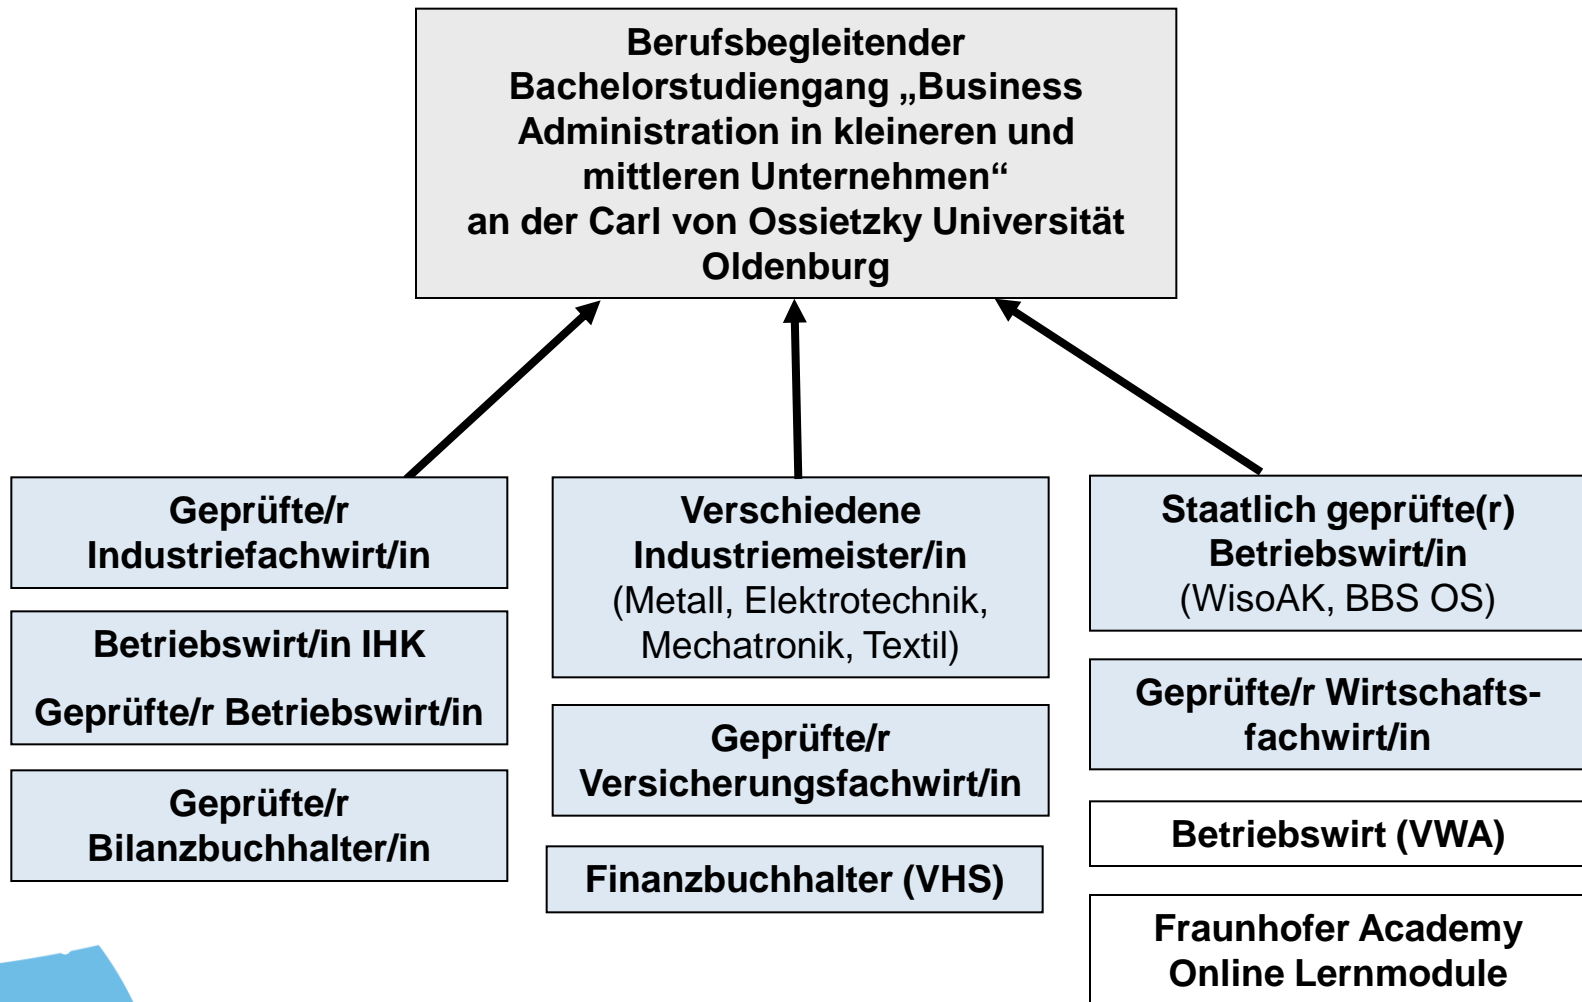 Berufsbegleitender
Bachelorstudiengang „Business
Administration in kleineren und
mittleren Unternehmen“
an der Carl von Ossietzky Universität
Oldenburg
Geprüfte/r
Industriefachwirt/in
Betriebswirt/in IHK
Geprüfte/r Betriebswirt/in
Geprüfte/r
Bilanzbuchhalter/in
Verschiedene
Industriemeister/in
(Metall, Elektrotechnik,
Mechatronik, Textil)
Geprüfte/r
Versicherungsfachwirt/in
Finanzbuchhalter (VHS)
Staatlich geprüfte(r)
Betriebswirt/in
(WisoAK, BBS OS)
Geprüfte/r Wirtschafts-
fachwirt/in
Betriebswirt (VWA)
Fraunhofer Academy
Online Lernmodule